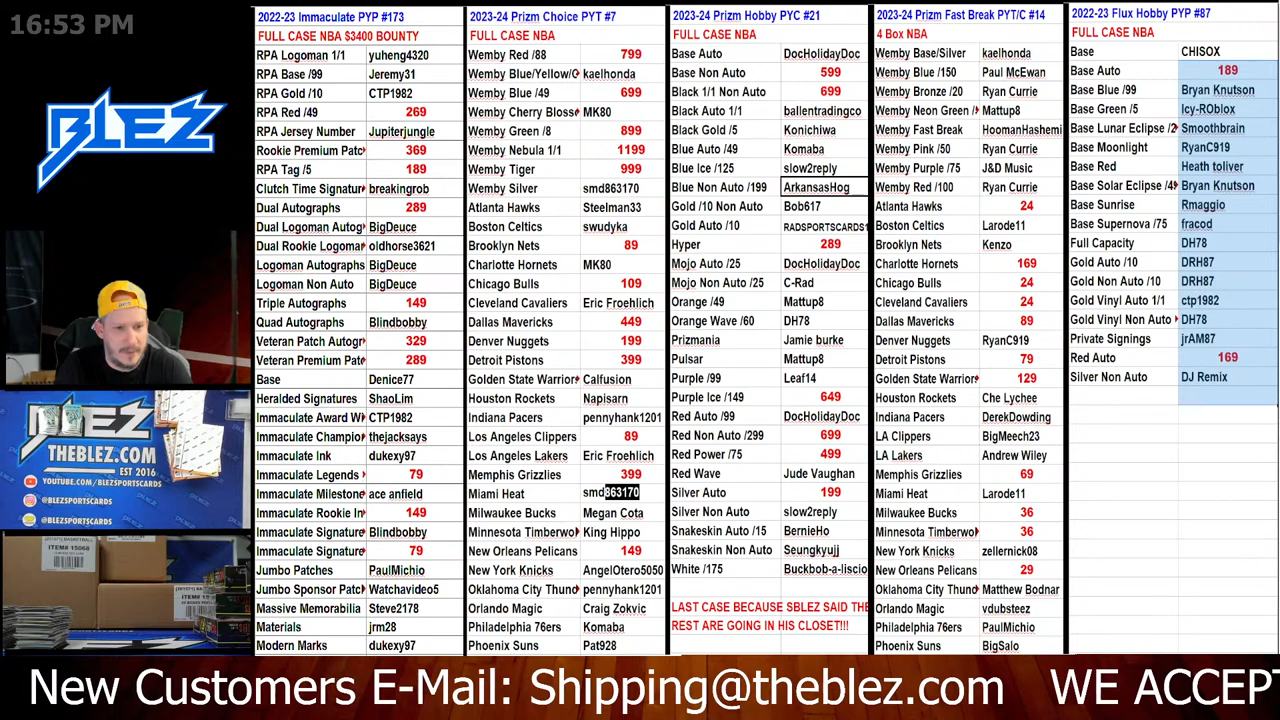 16:53 PM
BLEZ
BLEZ
THEBLEZ.COM
EST 2016
YOUTUBE.COM/BLEZSPORTSCARDS
@BLEZSPORTSCARDS
@BLEZSPORTSCARDS
ITEM# 15068
2022-23 Immaculate PYP #173
FULL CASE NBA $3400 BOUNTY
RPA Logoman 1/1 yuheng4320
RPA Base /99 Jeremy31
RPA Gold /10 CTP1982
RPA Red /49 269
RPA Jersey Number Jupiterjungle
Rookie Premium Patc 369
RPA Tag /5 189
Clutch Time Signatur breakingrob
Dual Autographs 289
Dual Logoman Autog BigDeuce
Dual Rookie Logomar oldhorse3621
Logoman Autographs BigDeuce
Logoman Non Auto BigDeuce
Triple Autographs 149
Quad Autographs Blindbobby
Veteran Patch Autogr 329
Veteran Premium Pate 289
Base Denice77
Heralded Signatures ShaoLim
Immaculate Award Wi CTP1982
Immaculate Champio thejacksays
Immaculate Ink dukexy97
Immaculate Legends 79
Immaculate Milestone ace anfield
Immaculate Rookie In 149
Immaculate Signature Blindbobby
Immaculate Signature 79
Jumbo Patches PaulMichio
Jumbo Sponsor Patc Watchavideo5
Massive Memorabilia Steve2178
Materials jrm28
Modern Marks dukexy97
2023-24 Prizm Choice PYT #7
FULL CASE NBA
Wemby Red /88 799
Wemby Blue/Yellow/G kaelhonda
Wemby Blue /49 699
Wemby Cherry Blosso MK80
Wemby Green /8 899
Wemby Nebula 1/1 1199
Wemby Tiger 999
Wemby Silver smd863170
Atlanta Hawks Steelman33
Boston Celtics swudyka
Brooklyn Nets 89
Charlotte Hornets MK80
Chicago Bulls 109
Cleveland Cavaliers Eric Froehlich
Dallas Mavericks 449
Denver Nuggets 199
Detroit Pistons 399
Golden State Warrior Calfusion
Houston Rockets Napisarn
Indiana Pacers pennyhank1201
Los Angeles Clippers 89
Los Angeles Lakers Eric Froehlich
Memphis Grizzlies 399
Miami Heat smd863170
Milwaukee Bucks Megan Cota
Minnesota Timberwo King Hippo
New Orleans Pelicans 149
New York Knicks AngelOtero5050
Oklahoma City Thund pennyhank1201
Orlando Magic Craig Zokvic
Philadelphia 76ers Komaba
Phoenix Suns Pat928
2023-24 Prizm Hobby PYC #21
FULL CASE NBA
Base Auto DocHolidayDoc
Base Non Auto 599
Black 1/1 Non Auto 699
Black Auto 1/1 ballentradingco
Black Gold /5 Konichiwa
Blue Auto /49 Komaba
Blue Ice /125 slow2reply
Blue Non Auto /199 ArkansasHog
Gold /10 Non Auto Bob617
Gold Auto /10 RADSPORTSCARDS1
Hyper 289
Mojo Auto /25 DocHolidayDoc
Mojo Non Auto /25 C-Rad
Orange /49 Mattup8
Orange Wave /60 DH78
Prizmania Jamie burke
Pulsar Mattup8
Purple /99 Leaf14
Purple Ice /149 649
Red Auto /99 DocHolidayDoc
Red Non Auto /299 699
Red Power /75 499
Red Wave Jude Vaughan
Silver Auto 199
Silver Non Auto slow2reply
Snakeskin Auto /15 BernieHo
Snakeskin Non Auto Seungkyujj
White /175 Buckbob-a-liscio
LAST CASE BECAUSE SBLEZ SAID THE
REST ARE GOING IN HIS CLOSET!!!
2023-24 Prizm Fast Break PYT/C #14
4 Box NBA
Wemby Base/Silver kaelhonda
Wemby Blue /150 Paul McEwan
Wemby Bronze /20 Ryan Currie
Wemby Neon Green / Mattup8
Wemby Fast Break HoomanHashemi
Wemby Pink /50 Ryan Currie
Wemby Purple /75 J&D Music
Wemby Red /100 Ryan Currie
Atlanta Hawks 24
Boston Celtics Larode11
Brooklyn Nets Kenzo
Charlotte Hornets 169
Chicago Bulls 24
Cleveland Cavaliers 24
Dallas Mavericks 89
Denver Nuggets RyanC919
Detroit Pistons 79
Golden State Warrior 129
Houston Rockets Che Lychee
Indiana Pacers DerekDowding
LA Clippers BigMeech23
LA Lakers Andrew Wiley
Memphis Grizzlies 69
Miami Heat Larode11
Milwaukee Bucks 36
Minnesota Timberwo 36
New York Knicks zellernick08
New Orleans Pelicans 29
Oklahoma City Thun Matthew Bodnar
Orlando Magic vdubsteez
Philadelphia 76ers PaulMichio
Phoenix Suns BigSalo
2022-23 Flux Hobby PYP #87
FULL CASE NBA
Base CHISOX
Base Auto 189
Base Blue /99 Bryan Knutson
Base Green /5 Icy-ROblox
Base Lunar Eclipse /2 Smoothbrain
Base Moonlight RyanC919
Base Red Heath toliver
Base Solar Eclipse /49 Bryan Knutson
Base Sunrise Rmaggio
Base Supernova /75 fracod
Full Capacity DH78
Gold Auto /10 DRH87
Gold Non Auto /10 DRH87
Gold Vinyl Auto 1/1 ctp1982
Gold Vinyl Non Auto DH78
Private Signings jrAM87
Red Auto 169
Silver Non Auto DJ Remix
New Customers E-Mail: Shipping@theblez.com WE ACCEP